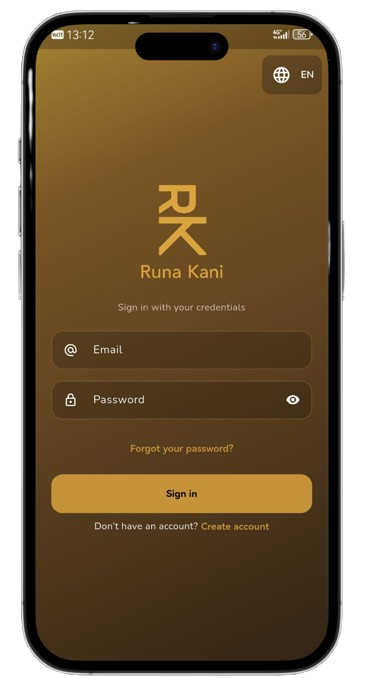 VoLTE 13:12 4G 56
EN
RK
Runa Kani
Sign in with your credentials
Email
Password
Forgot your password?
Sign in
Don't have an account? Create account